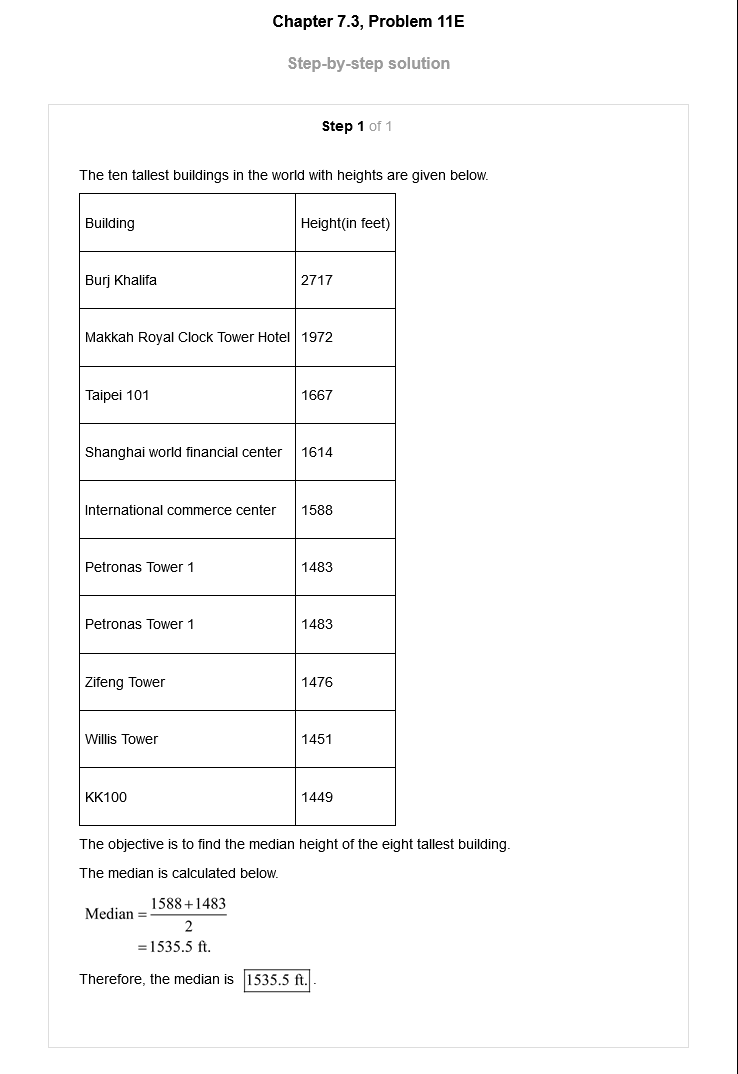 Chapter 7.3, Problem 11E
Step-by-step solution
Step 1 of 1
The ten tallest buildings in the world with heights are given below.
Building Height(in feet)
Burj Khalifa 2717
Makkah Royal Clock Tower Hotel 1972
Taipei 101 1667
Shanghai world financial center 1614
International commerce center 1588
Petronas Tower 1 1483
Petronas Tower 1 1483
Zifeng Tower 1476
Willis Tower 1451
KK100 1449
The objective is to find the median height of the eight tallest building.
The median is calculated below.
Median = (1588+1483)/2
=1535.5 ft.
Therefore, the median is 1535.5 ft. .